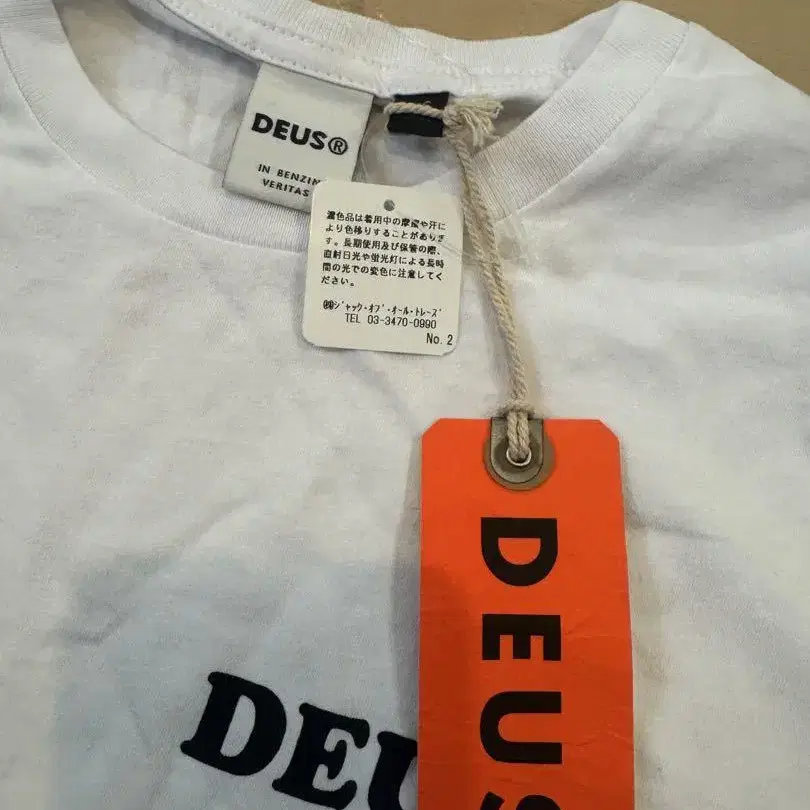 DEUS®
IN BENZIN
VERITAS
濃色品は着用中の摩擦や汗に
より色移りすることがありま
す。長期使用及び保管の際、
直射日光や蛍光灯による長時
間の光での変色に注意してく
ださい。
㈱ジャック・オブ・オール・トレーズ
TEL 03-3470-0990
No. 2
DEUS
DEU